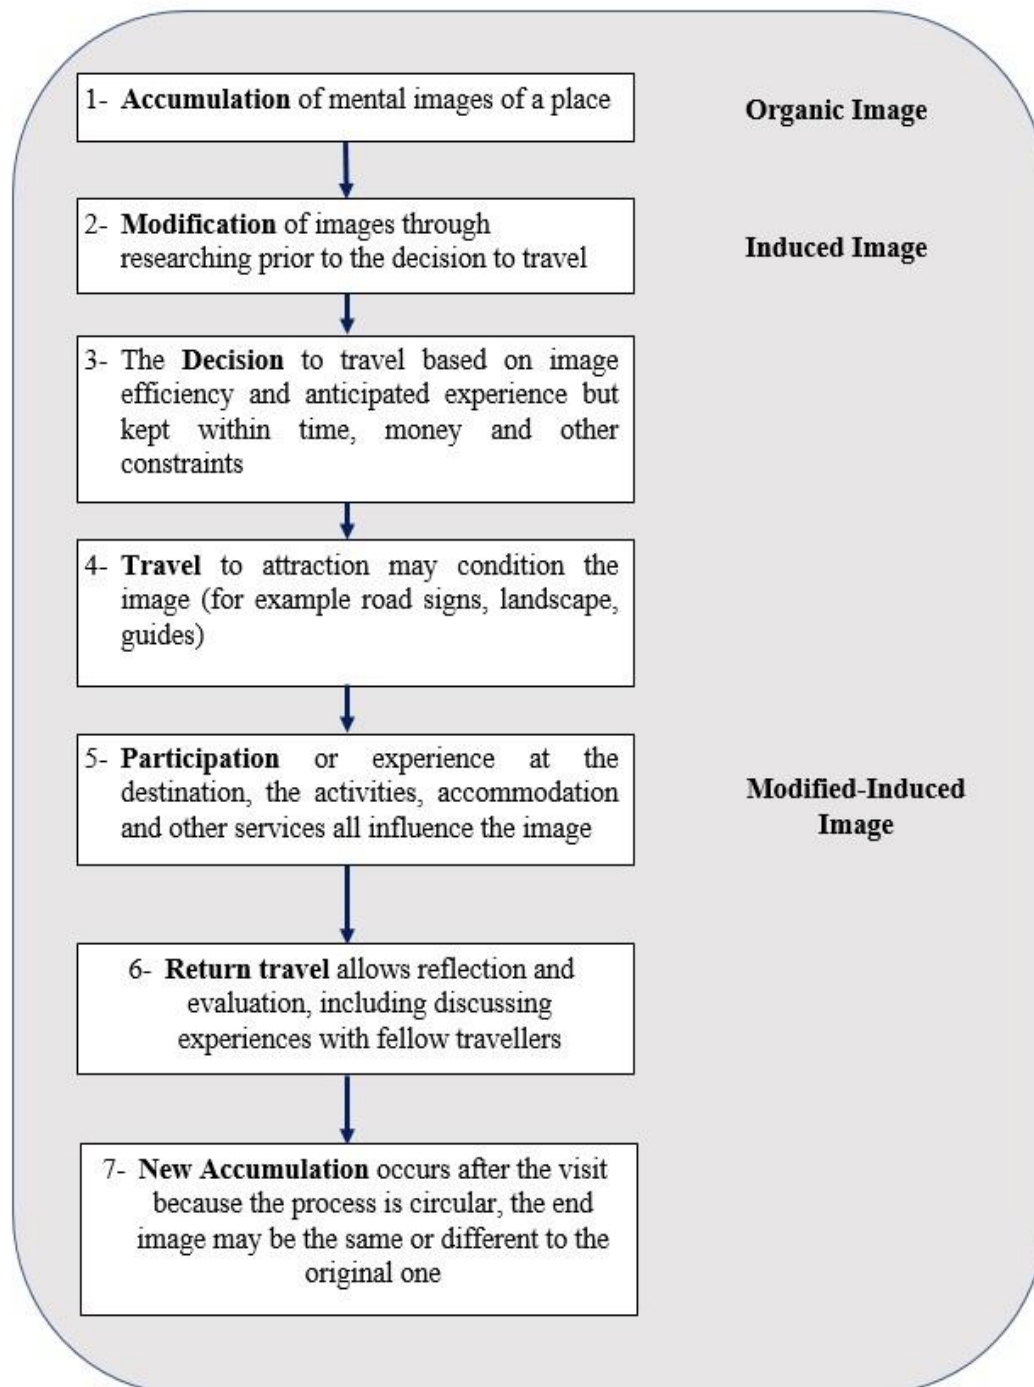 1- Accumulation of mental images of a place
Organic Image
2- Modification of images through
researching prior to the decision to travel
Induced Image
3- The Decision to travel based on image
efficiency and anticipated experience but
kept within time, money and other
constraints
4- Travel to attraction may condition the
image (for example road signs, landscape,
guides)
5- Participation or experience at the
destination, the activities, accommodation
and other services all influence the image
Modified-Induced
Image
6- Return travel allows reflection and
evaluation, including discussing
experiences with fellow travellers
7- New Accumulation occurs after the visit
because the process is circular, the end
image may be the same or different to the
original one